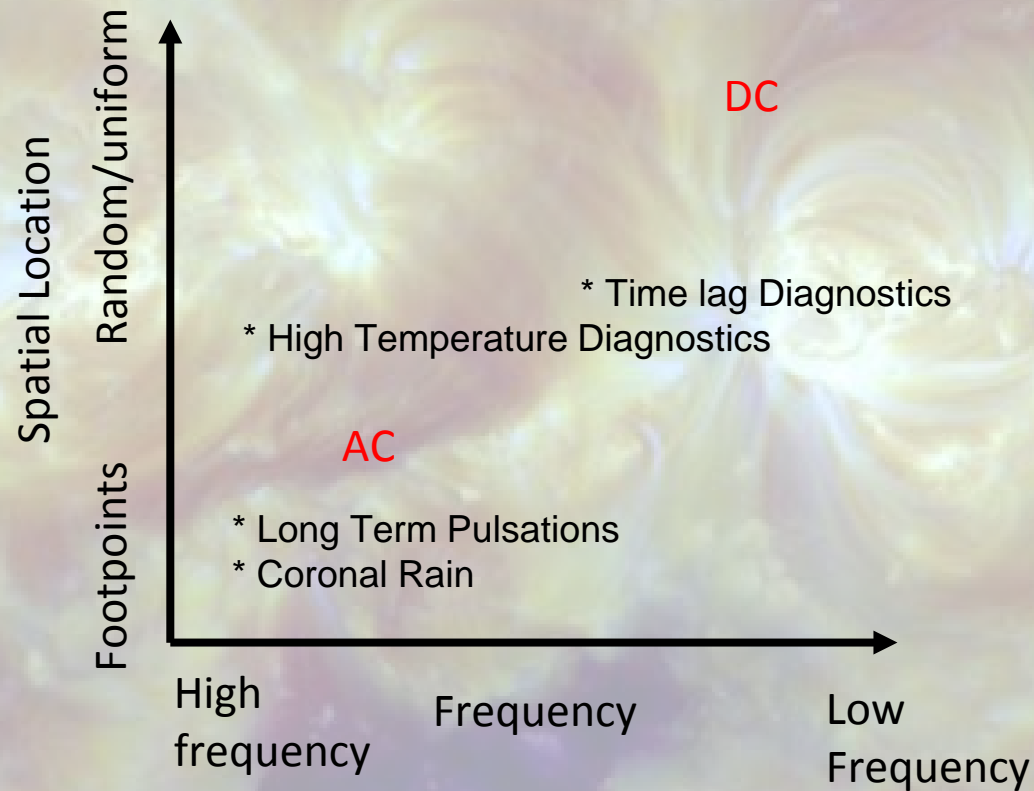 Spatial Location
Random/uniform
Footpoints
DC
* Time lag Diagnostics
* High Temperature Diagnostics
AC
* Long Term Pulsations
* Coronal Rain
High
frequency
Frequency
Low
Frequency